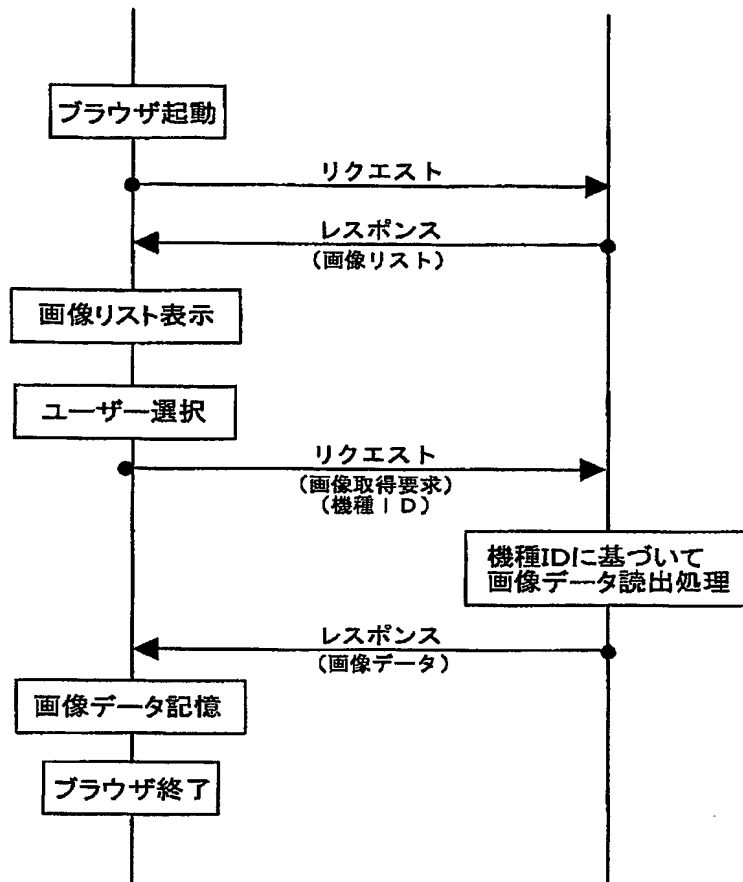 ブラウザ起動
リクエスト
レスポンス
(画像リスト)
画像リスト表示
ユーザー選択
リクエスト
(画像取得要求)
(機種ID)
機種IDに基づいて
画像データ読出処理
レスポンス
(画像データ)
画像データ記憶
ブラウザ終了